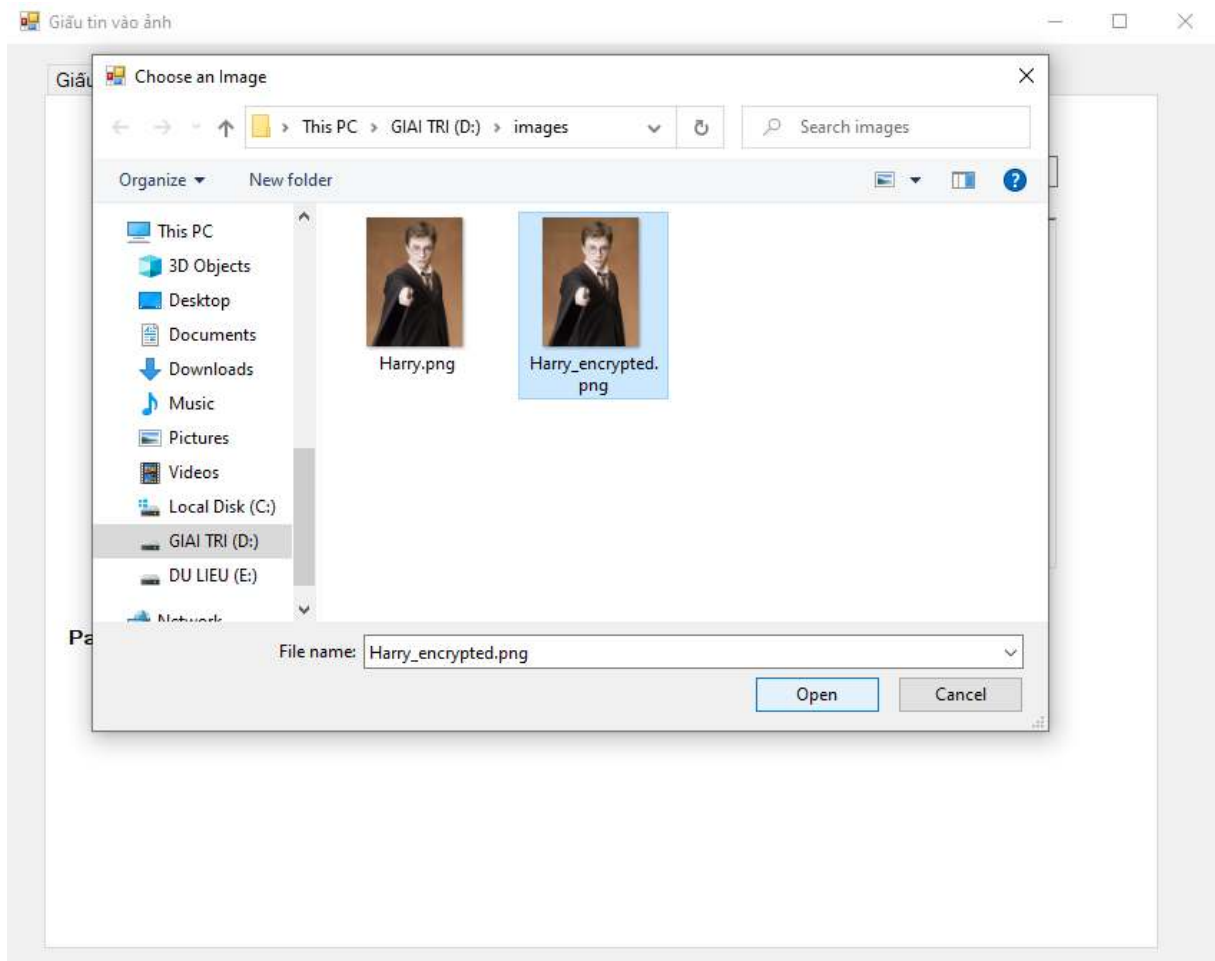 Giấu tin vào ảnh
Giấu
Choose an Image
This PC > GIAI TRI (D:) > images
Search images
Organize
New folder
This PC
3D Objects
Desktop
Documents
Downloads
Music
Pictures
Videos
Local Disk (C:)
GIAI TRI (D:)
DU LIEU (E:)
Network
Harry.png
Harry_encrypted.
png
Pa
File name: Harry_encrypted.png
Open
Cancel